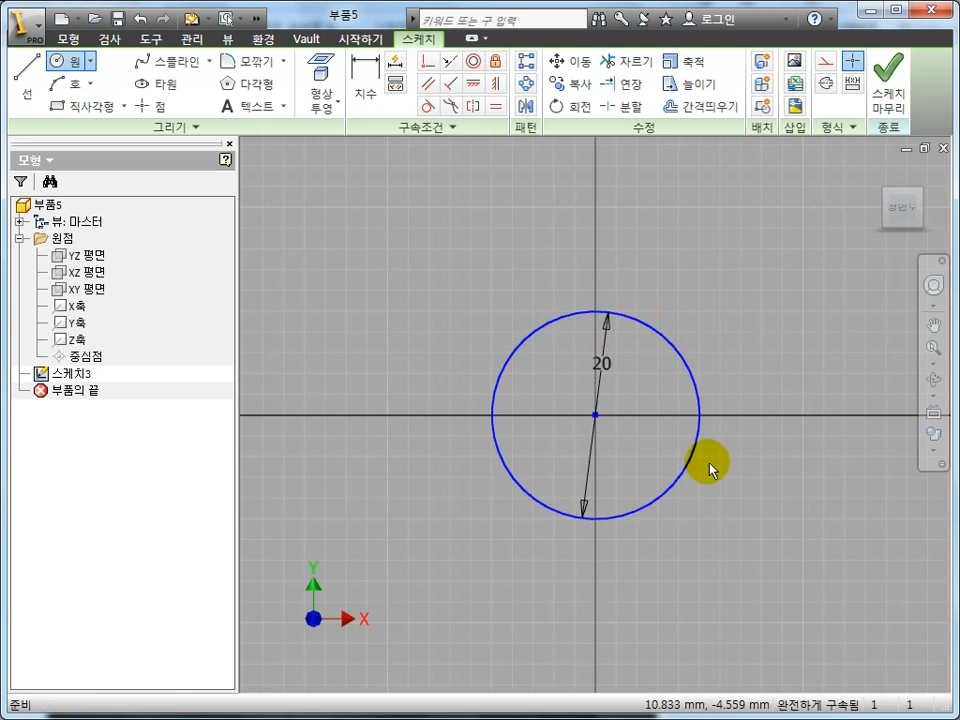 부품5
키워드 또는 구 입력
로그인
PRO
모형 검사 도구 관리 뷰 환경 Vault 시작하기 스케치
선
원 스플라인 모깎기
호 타원 다각형
직사각형 점 텍스트
형상
투영
치수
이동 자르기 축척
복사 연장 늘이기
회전 분할 간격띄우기
스케치
마무리
그리기 구속조건 패턴 수정 배치 삽입 형식 종료
모형
부품5
뷰: 마스터
원점
YZ 평면
XZ 평면
XY 평면
X축
Y축
Z축
중심점
스케치3
부품의 끝
20
Y
X
준비
10.833 mm, -4.559 mm 완전하게 구속됨 1 1